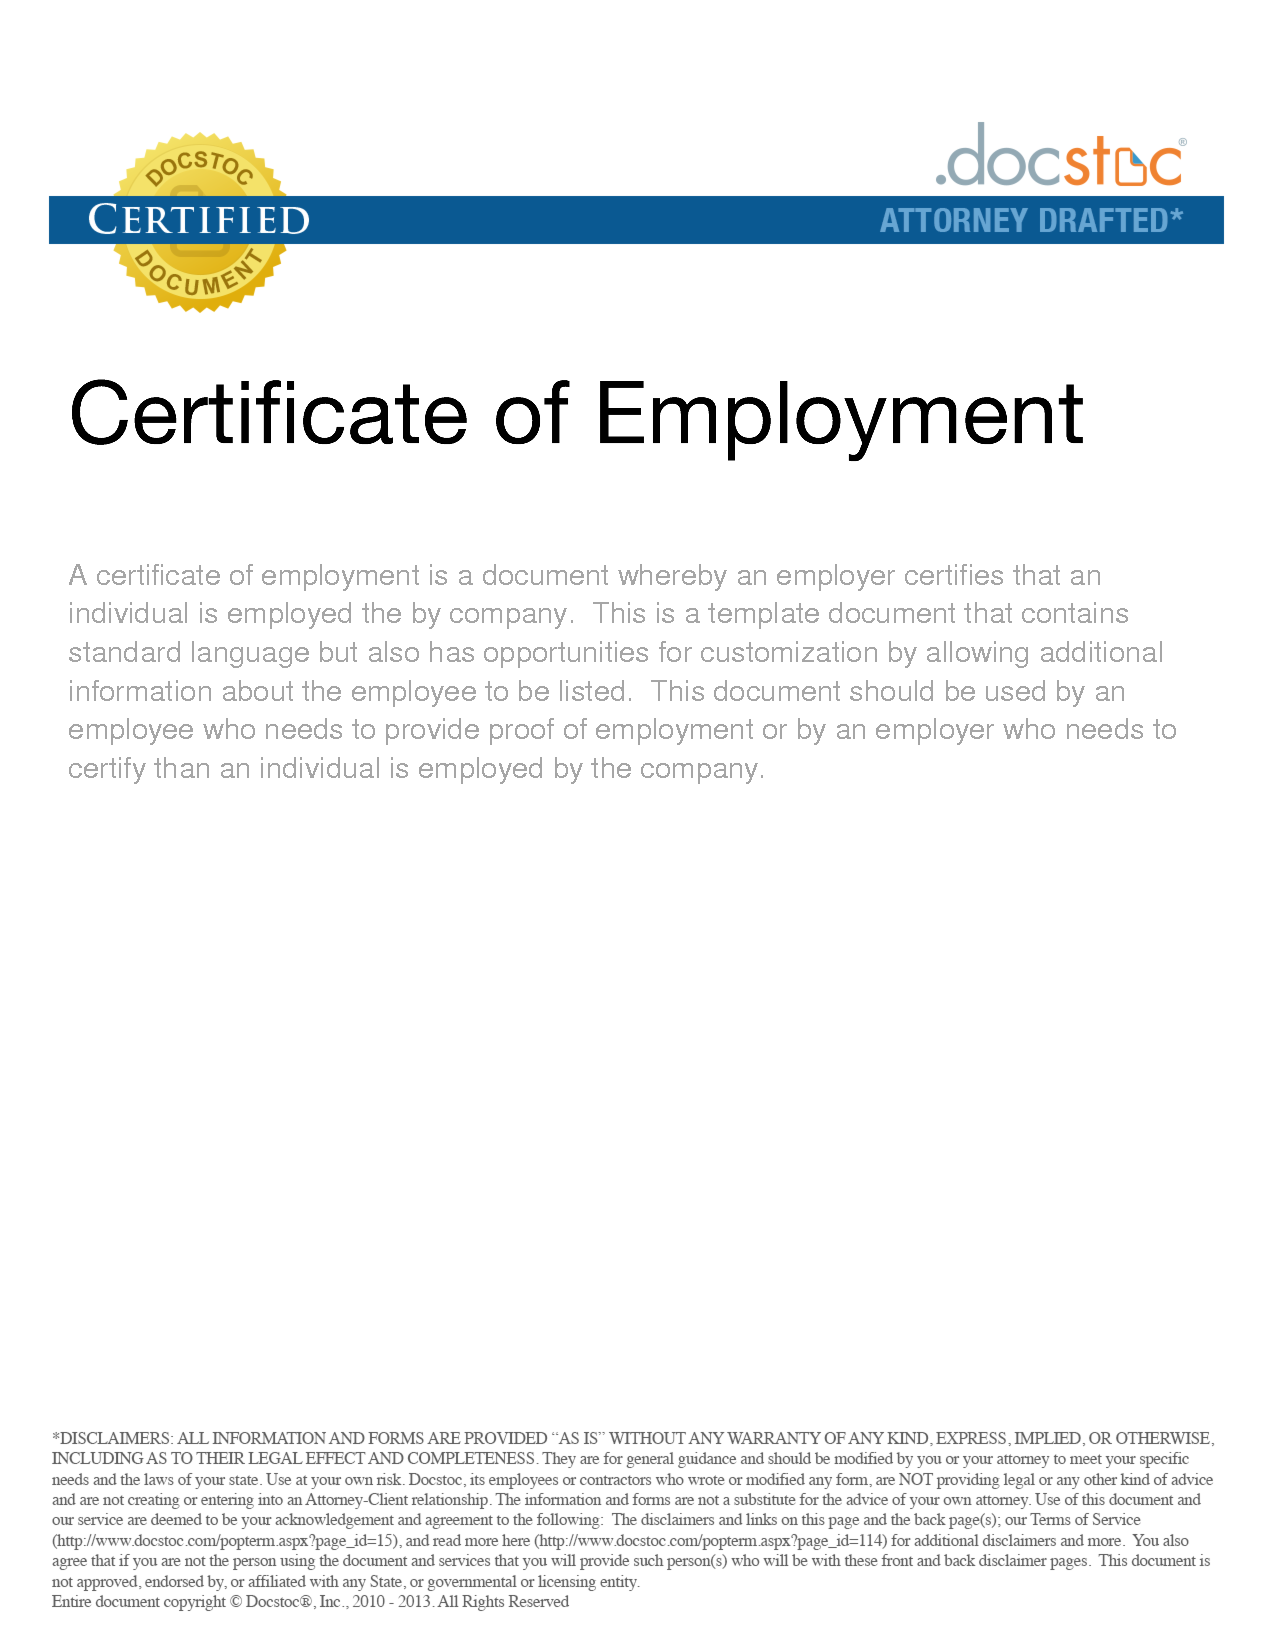 DOCSTOC
.docstoc®
CERTIFIED
ATTORNEY DRAFTED*
DOCUMENT
Certificate of Employment
A certificate of employment is a document whereby an employer certifies that an
individual is employed the by company.  This is a template document that contains
standard language but also has opportunities for customization by allowing additional
information about the employee to be listed.  This document should be used by an
employee who needs to provide proof of employment or by an employer who needs to
certify than an individual is employed by the company.
*DISCLAIMERS: ALL INFORMATION AND FORMS ARE PROVIDED “AS IS” WITHOUT ANY WARRANTY OF ANY KIND, EXPRESS, IMPLIED, OR OTHERWISE,
INCLUDING AS TO THEIR LEGAL EFFECT AND COMPLETENESS. They are for general guidance and should be modified by you or your attorney to meet your specific
needs and the laws of your state. Use at your own risk. Docstoc, its employees or contractors who wrote or modified any form, are NOT providing legal or any other kind of advice
and are not creating or entering into an Attorney-Client relationship. The information and forms are not a substitute for the advice of your own attorney. Use of this document and
our service are deemed to be your acknowledgement and agreement to the following:  The disclaimers and links on this page and the back page(s); our Terms of Service
(http://www.docstoc.com/popterm.aspx?page_id=15), and read more here (http://www.docstoc.com/popterm.aspx?page_id=114) for additional disclaimers and more.  You also
agree that if you are not the person using the document and services that you will provide such person(s) who will be with these front and back disclaimer pages.  This document is
not approved, endorsed by, or affiliated with any State, or governmental or licensing entity.
Entire document copyright © Docstoc®, Inc., 2010 - 2013. All Rights Reserved